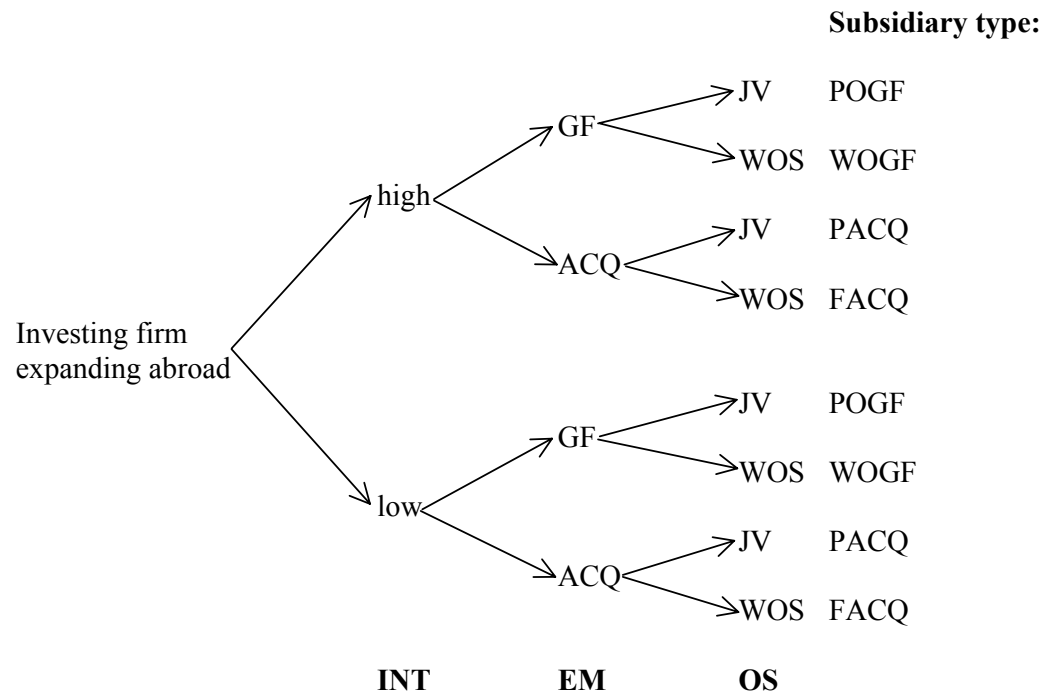 Subsidiary type:
JV POGF
GF
WOS WOGF
high
JV PACQ
ACQ
WOS FACQ
Investing firm
expanding abroad
JV POGF
GF
WOS WOGF
low
JV PACQ
ACQ
WOS FACQ
INT EM OS